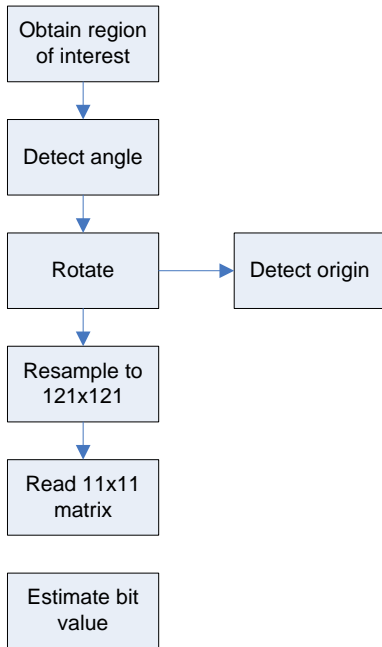 Obtain region
of interest
Detect angle
Rotate
Detect origin
Resample to
121x121
Read 11x11
matrix
Estimate bit
value